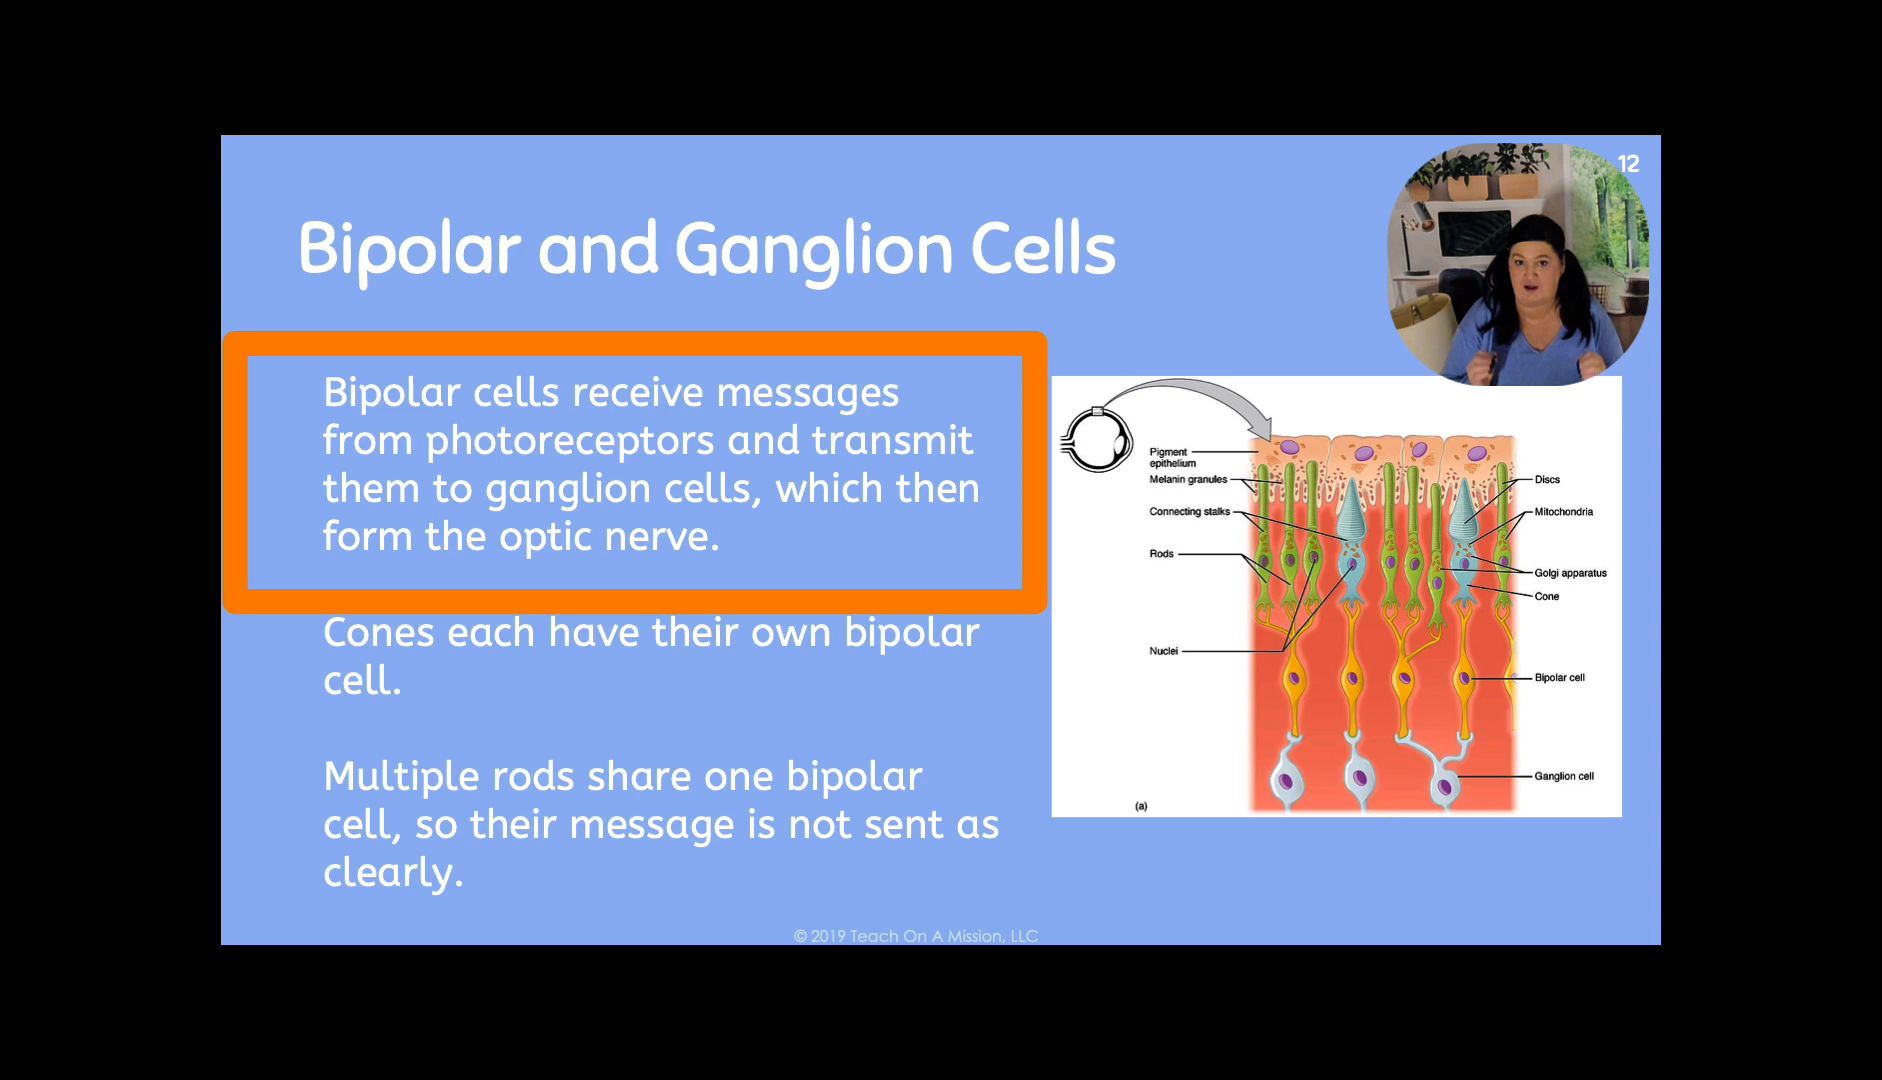 12
Bipolar and Ganglion Cells
Bipolar cells receive messages
from photoreceptors and transmit
them to ganglion cells, which then
form the optic nerve.
Cones each have their own bipolar
cell.
Multiple rods share one bipolar
cell, so their message is not sent as
clearly.
Pigment
epithelium
Melanin granules
Connecting stalks
Rods
Nuclei
Discs
Mitochondria
Golgi apparatus
Cone
Bipolar cell
Ganglion cell
(a)
© 2019 Teach On A Mission, LLC